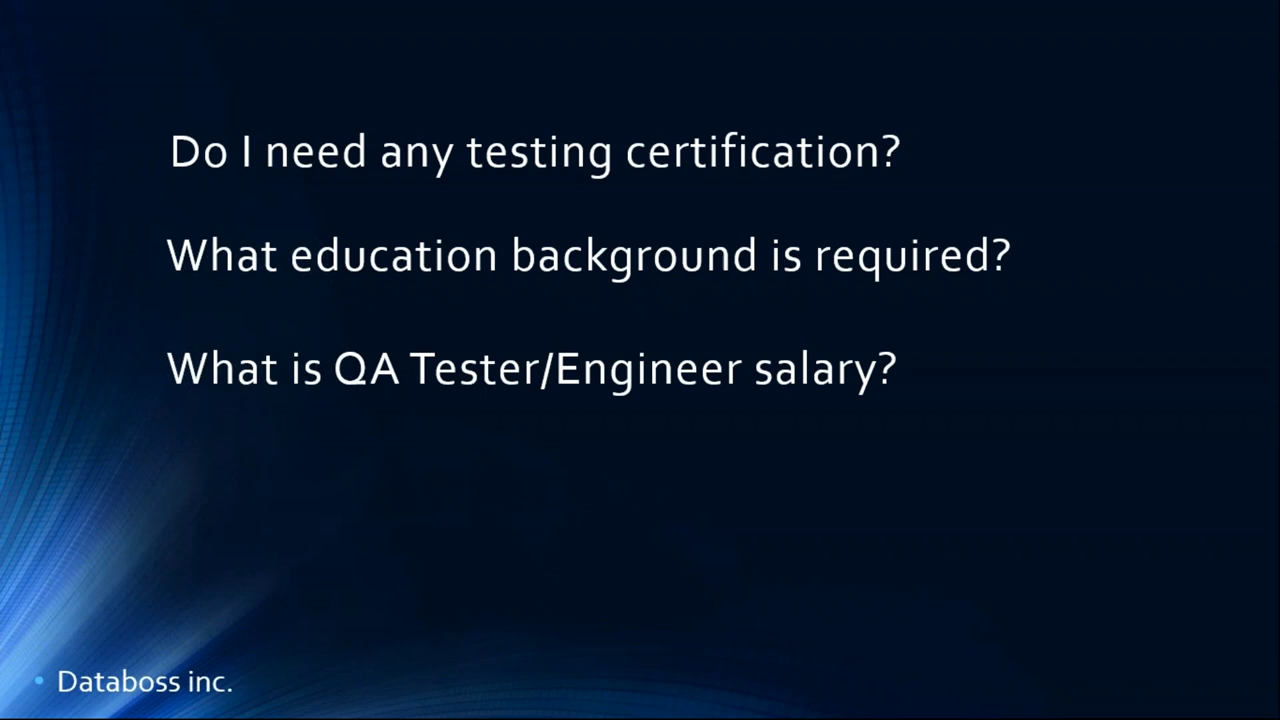 Do I need any testing certification?
What education background is required?
What is QA Tester/Engineer salary?
• Databoss inc.